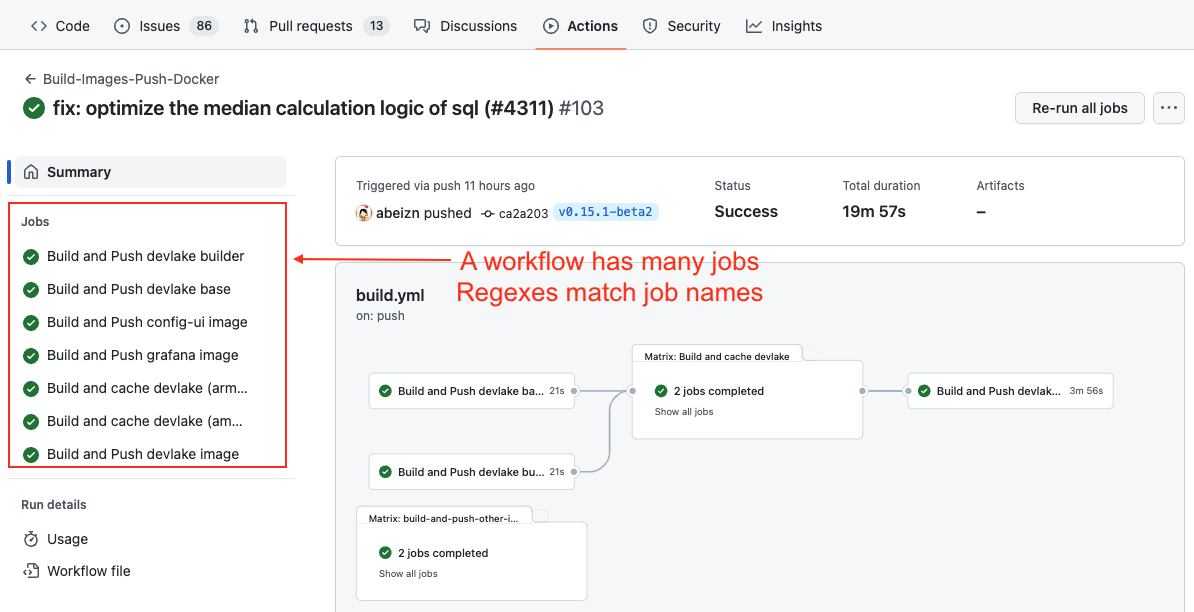 Code
Issues 86
Pull requests 13
Discussions
Actions
Security
Insights
Build-Images-Push-Docker
fix: optimize the median calculation logic of sql (#4311) #103
Re-run all jobs
Summary
Jobs
Build and Push devlake builder
Build and Push devlake base
Build and Push config-ui image
Build and Push grafana image
Build and cache devlake (arm...
Build and cache devlake (am...
Build and Push devlake image
Run details
Usage
Workflow file
Triggered via push 11 hours ago
abeizn pushed ca2a203 v0.15.1-beta2
Status
Success
Total duration
19m 57s
Artifacts
–
A workflow has many jobs
Regexes match job names
build.yml
on: push
Build and Push devlake ba... 21s
Build and Push devlake bu... 21s
Matrix: Build and cache devlake
2 jobs completed
Show all jobs
Build and Push devlak... 3m 56s
Matrix: build-and-push-other-i...
2 jobs completed
Show all jobs